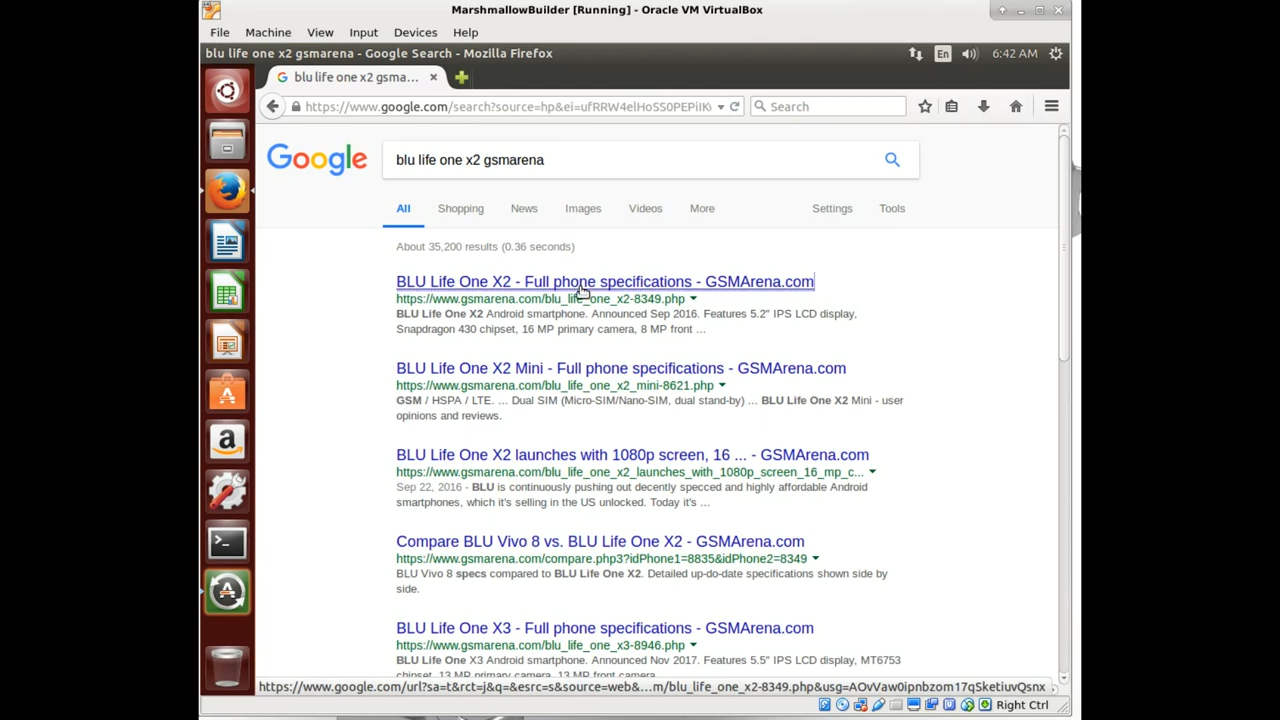 MarshmallowBuilder [Running] - Oracle VM VirtualBox
File Machine View Input Devices Help
blu life one x2 gsmarena - Google Search - Mozilla Firefox
En 6:42 AM
blu life one x2 gsma...
https://www.google.com/search?source=hp&ei=ufRRW4elHoSS0PEPiIK
Search
Google
blu life one x2 gsmarena
All Shopping News Images Videos More Settings Tools
About 35,200 results (0.36 seconds)
BLU Life One X2 - Full phone specifications - GSMArena.com
https://www.gsmarena.com/blu_life_one_x2-8349.php
BLU Life One X2 Android smartphone. Announced Sep 2016. Features 5.2″ IPS LCD display,
Snapdragon 430 chipset, 16 MP primary camera, 8 MP front ...
BLU Life One X2 Mini - Full phone specifications - GSMArena.com
https://www.gsmarena.com/blu_life_one_x2_mini-8621.php
GSM / HSPA / LTE. ... Dual SIM (Micro-SIM/Nano-SIM, dual stand-by) ... BLU Life One X2 Mini - user
opinions and reviews.
BLU Life One X2 launches with 1080p screen, 16 ... - GSMArena.com
https://www.gsmarena.com/blu_life_one_x2_launches_with_1080p_screen_16_mp_c...
Sep 22, 2016 - BLU is continuously pushing out decently specced and highly affordable Android
smartphones, which it's selling in the US unlocked. Today it's ...
Compare BLU Vivo 8 vs. BLU Life One X2 - GSMArena.com
https://www.gsmarena.com/compare.php3?idPhone1=8835&idPhone2=8349
BLU Vivo 8 specs compared to BLU Life One X2. Detailed up-do-date specifications shown side by
side.
BLU Life One X3 - Full phone specifications - GSMArena.com
https://www.gsmarena.com/blu_life_one_x3-8946.php
BLU Life One X3 Android smartphone. Announced Nov 2017. Features 5.5″ IPS LCD display, MT6753
chipset, 13 MP primary camera, 13 MP front camera.
https://www.google.com/url?sa=t&rct=j&q=&esrc=s&source=web&...m/blu_life_one_x2-8349.php&usg=AOvVaw0ipnbzom17qSketiuvQsnx
Right Ctrl